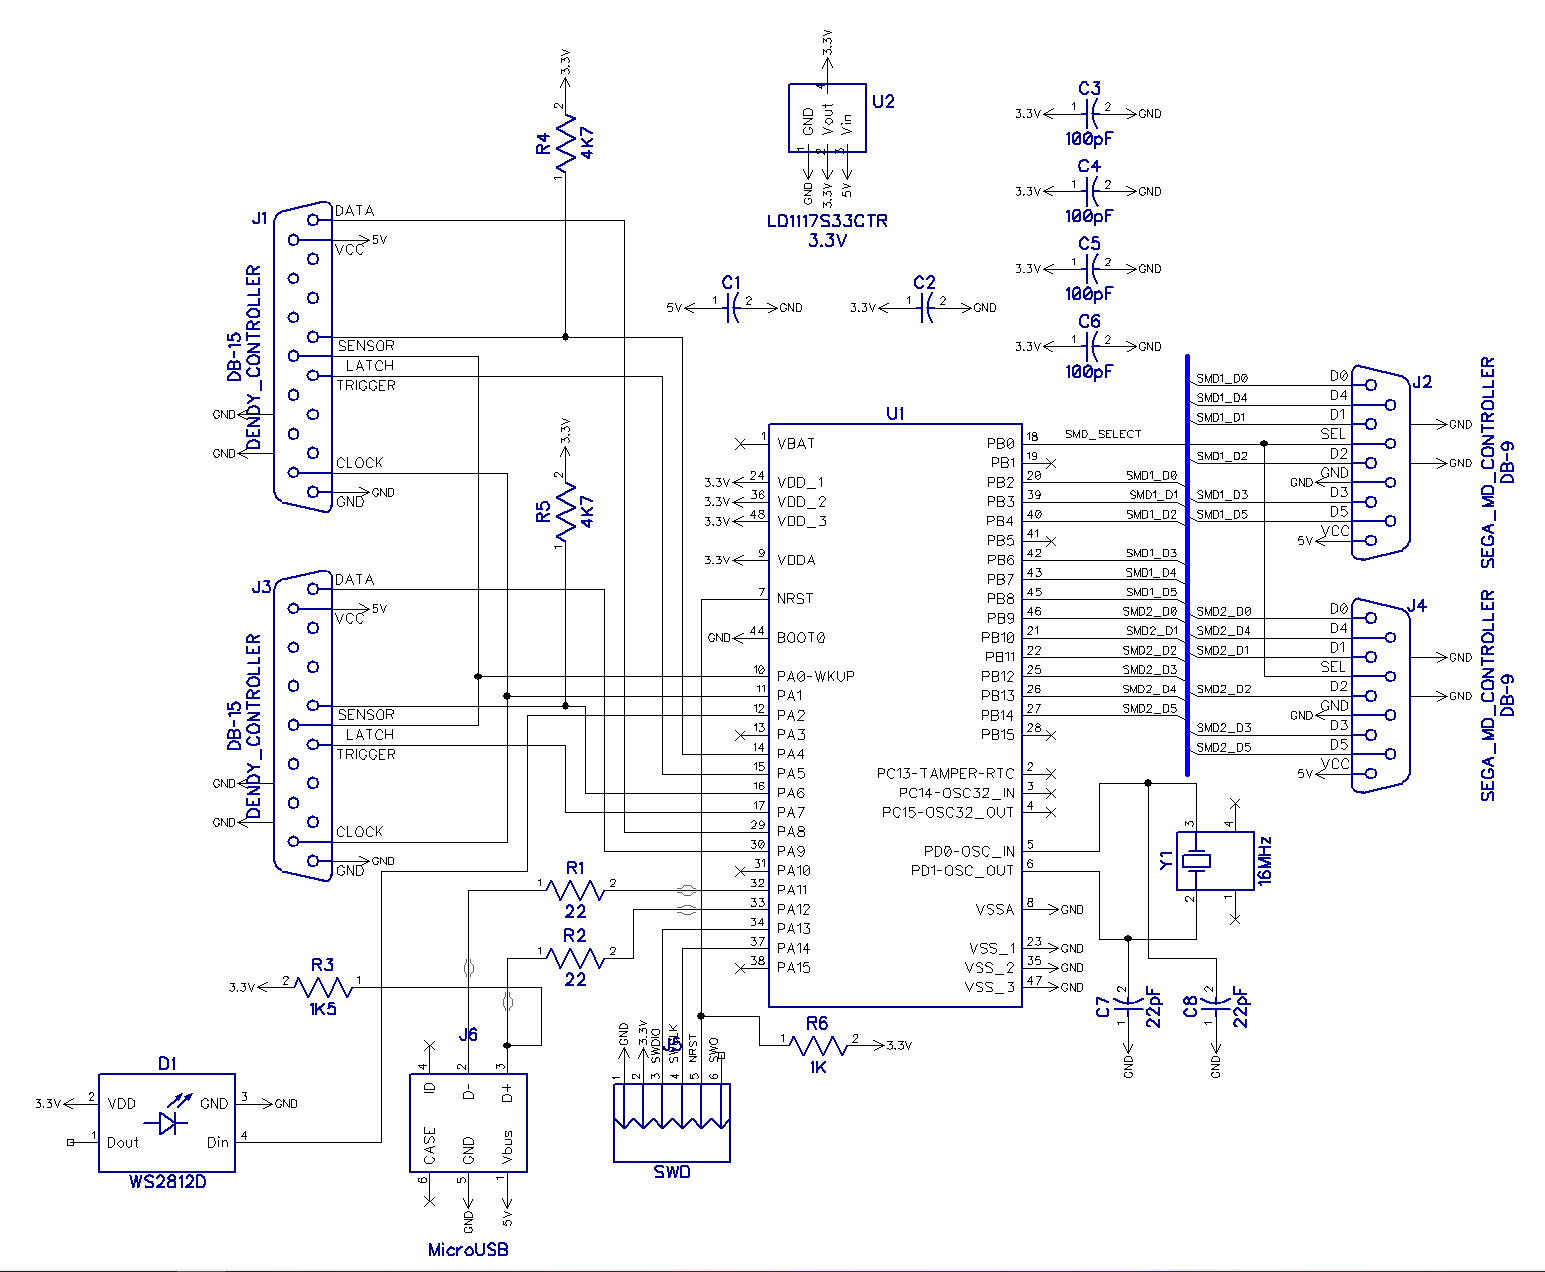 3.3V
2
R4
4K7
1
3.3V
4
GND
Vout
Vin
1
2
3
U2
GND
3.3V
5V
LD1117S33CTR
3.3V
C3
3.3V 1 2 GND
100pF
C4
3.3V 1 2 GND
100pF
C5
3.3V 1 2 GND
100pF
C6
3.3V 1 2 GND
100pF
C1
5V 1 2 GND
C2
3.3V 1 2 GND
J1
DB-15
DENDY_CONTROLLER
DATA
5V
VCC
SENSOR
LATCH
TRIGGER
GND
GND
CLOCK
GND
GND
3.3V
2
R5
4K7
1
J3
DB-15
DENDY_CONTROLLER
DATA
5V
VCC
SENSOR
LATCH
TRIGGER
GND
GND
CLOCK
GND
GND
U1
1 VBAT
3.3V 24 VDD_1
3.3V 36 VDD_2
3.3V 48 VDD_3
3.3V 9 VDDA
7 NRST
GND 44 BOOT0
10 PA0-WKUP
11 PA1
12 PA2
13 PA3
14 PA4
15 PA5
16 PA6
17 PA7
29 PA8
30 PA9
31 PA10
32 PA11
33 PA12
34 PA13
37 PA14
38 PA15
PB0 18 SMD_SELECT
PB1 19
PB2 20 SMD1_D0
PB3 39 SMD1_D1
PB4 40 SMD1_D2
PB5 41
PB6 42 SMD1_D3
PB7 43 SMD1_D4
PB8 45 SMD1_D5
PB9 46 SMD2_D0
PB10 21 SMD2_D1
PB11 22 SMD2_D2
PB12 25 SMD2_D3
PB13 26 SMD2_D4
PB14 27 SMD2_D5
PB15 28
PC13-TAMPER-RTC 2
PC14-OSC32_IN 3
PC15-OSC32_OUT 4
PD0-OSC_IN 5
PD1-OSC_OUT 6
VSSA 8 GND
VSS_1 23 GND
VSS_2 35 GND
VSS_3 47 GND
J2
SEGA_MD_CONTROLLER
DB-9
SMD1_D0 D0
SMD1_D4 D4
SMD1_D1 D1
GND
SEL
SMD1_D2 D2
GND
GND GND
SMD1_D3 D3
SMD1_D5 D5
5V VCC
J4
SEGA_MD_CONTROLLER
DB-9
SMD2_D0 D0
SMD2_D4 D4
SMD2_D1 D1
GND
SEL
SMD2_D2 D2
GND
GND GND
SMD2_D3 D3
SMD2_D5 D5
5V VCC
Y1
16MHz
3
4
2
1
C7
22pF
2
1
GND
C8
22pF
2
1
GND
R1
1 2
22
R2
1 2
22
R3
3.3V 2 1
1K5
R6
1 2 3.3V
1K
D1
3.3V 2 VDD
GND 3 GND
1 Dout
Din 4
WS2812D
J6
4 ID
2 D-
3 D+
6 CASE
5 GND
1 Vbus
GND
5V
MicroUSB
J5
GND
3.3V
SWDIO
SWCLK
NRST
SWO
1
2
3
4
5
6
SWD